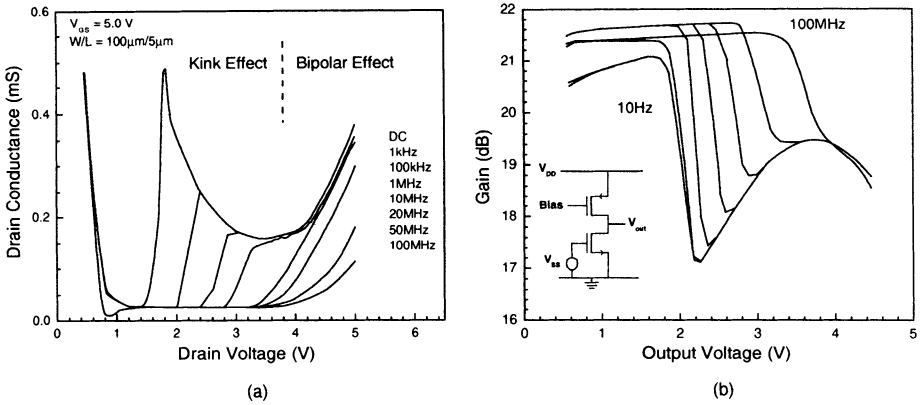 V_GS = 5.0 V
W/L = 100μm/5μm
Kink Effect
Bipolar Effect
DC
1kHz
100kHz
1MHz
10MHz
20MHz
50MHz
100MHz
Drain Conductance (mS)
0.6
0.4
0.2
0.0
0 1 2 3 4 5 6
Drain Voltage (V)
(a)
100MHz
10Hz
V_DD
Bias
V_out
V_ss
Gain (dB)
22
21
20
19
18
17
16
0 1 2 3 4 5
Output Voltage (V)
(b)